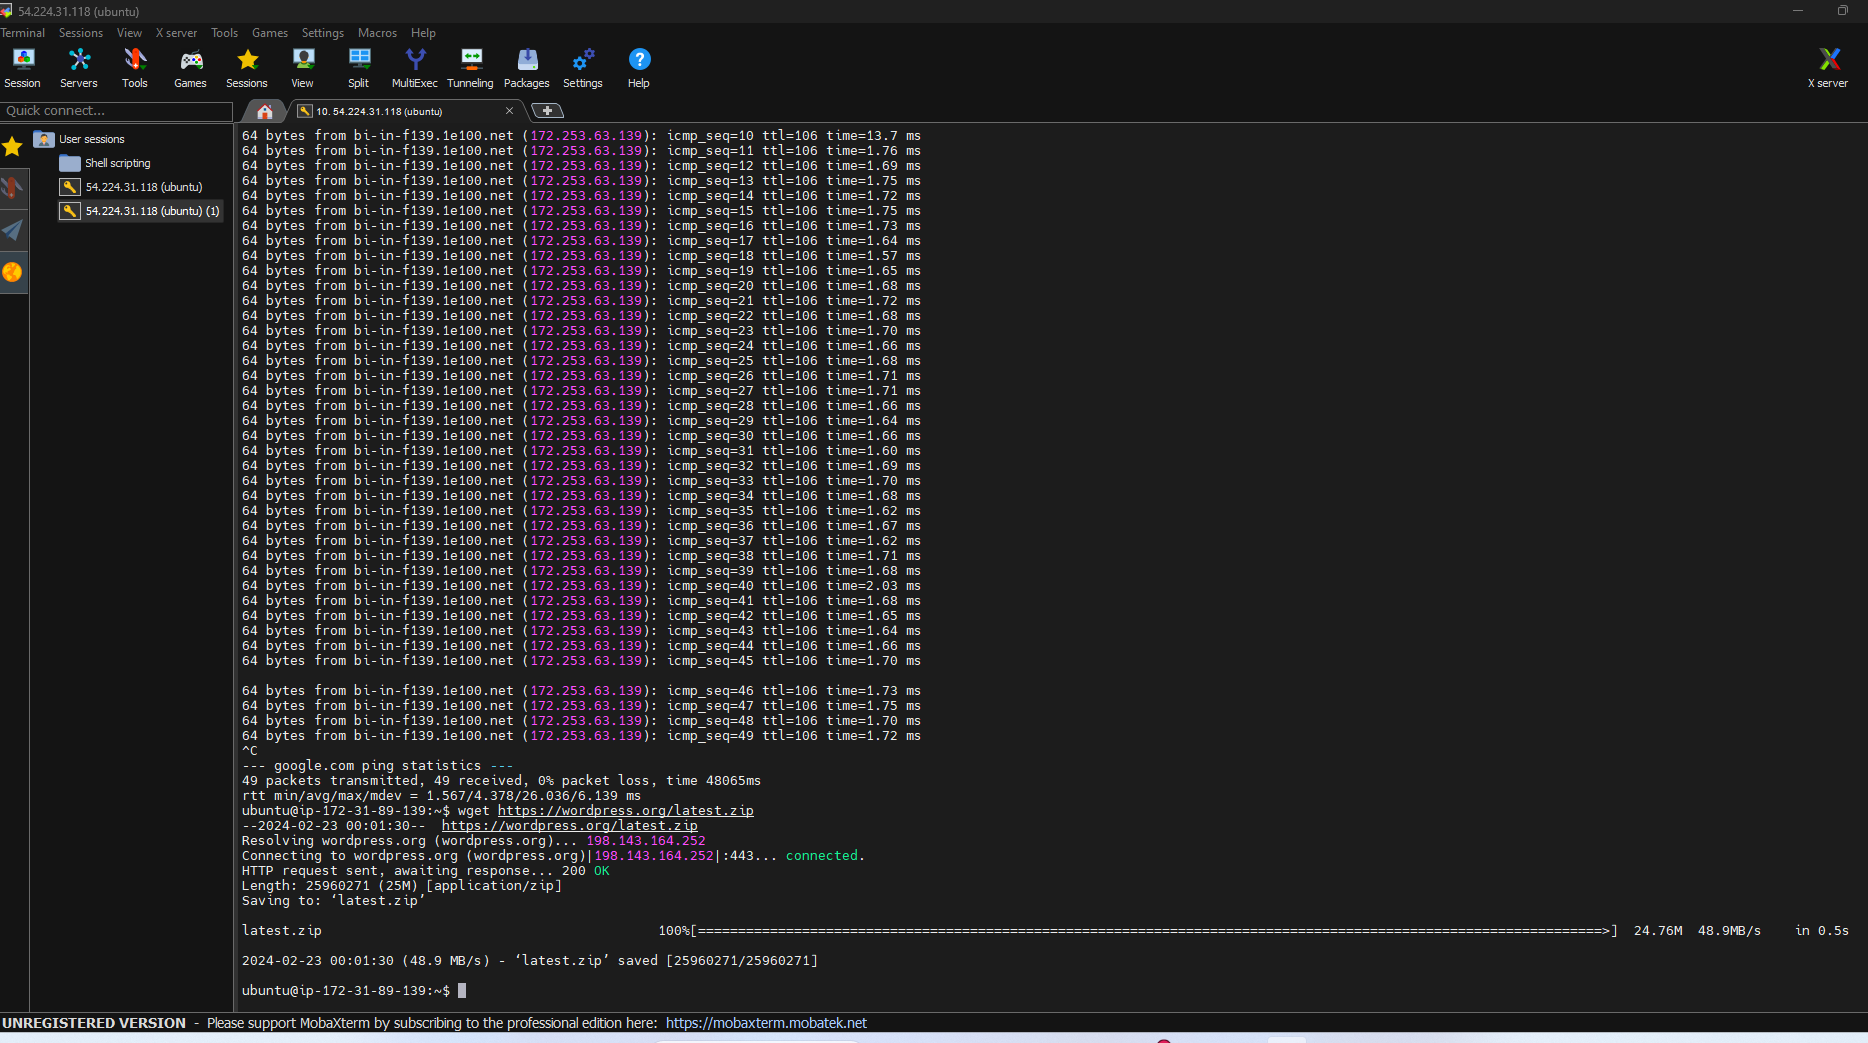 54.224.31.118 (ubuntu)
Terminal Sessions View X server Tools Games Settings Macros Help
Session Servers Tools Games Sessions View Split MultiExec Tunneling Packages Settings Help X server
Quick connect...
10. 54.224.31.118 (ubuntu)
User sessions
Shell scripting
54.224.31.118 (ubuntu)
54.224.31.118 (ubuntu) (1)
64 bytes from bi-in-f139.1e100.net (172.253.63.139): icmp_seq=10 ttl=106 time=13.7 ms
64 bytes from bi-in-f139.1e100.net (172.253.63.139): icmp_seq=11 ttl=106 time=1.76 ms
64 bytes from bi-in-f139.1e100.net (172.253.63.139): icmp_seq=12 ttl=106 time=1.69 ms
64 bytes from bi-in-f139.1e100.net (172.253.63.139): icmp_seq=13 ttl=106 time=1.75 ms
64 bytes from bi-in-f139.1e100.net (172.253.63.139): icmp_seq=14 ttl=106 time=1.72 ms
64 bytes from bi-in-f139.1e100.net (172.253.63.139): icmp_seq=15 ttl=106 time=1.75 ms
64 bytes from bi-in-f139.1e100.net (172.253.63.139): icmp_seq=16 ttl=106 time=1.73 ms
64 bytes from bi-in-f139.1e100.net (172.253.63.139): icmp_seq=17 ttl=106 time=1.64 ms
64 bytes from bi-in-f139.1e100.net (172.253.63.139): icmp_seq=18 ttl=106 time=1.57 ms
64 bytes from bi-in-f139.1e100.net (172.253.63.139): icmp_seq=19 ttl=106 time=1.65 ms
64 bytes from bi-in-f139.1e100.net (172.253.63.139): icmp_seq=20 ttl=106 time=1.68 ms
64 bytes from bi-in-f139.1e100.net (172.253.63.139): icmp_seq=21 ttl=106 time=1.72 ms
64 bytes from bi-in-f139.1e100.net (172.253.63.139): icmp_seq=22 ttl=106 time=1.68 ms
64 bytes from bi-in-f139.1e100.net (172.253.63.139): icmp_seq=23 ttl=106 time=1.70 ms
64 bytes from bi-in-f139.1e100.net (172.253.63.139): icmp_seq=24 ttl=106 time=1.66 ms
64 bytes from bi-in-f139.1e100.net (172.253.63.139): icmp_seq=25 ttl=106 time=1.68 ms
64 bytes from bi-in-f139.1e100.net (172.253.63.139): icmp_seq=26 ttl=106 time=1.71 ms
64 bytes from bi-in-f139.1e100.net (172.253.63.139): icmp_seq=27 ttl=106 time=1.71 ms
64 bytes from bi-in-f139.1e100.net (172.253.63.139): icmp_seq=28 ttl=106 time=1.66 ms
64 bytes from bi-in-f139.1e100.net (172.253.63.139): icmp_seq=29 ttl=106 time=1.64 ms
64 bytes from bi-in-f139.1e100.net (172.253.63.139): icmp_seq=30 ttl=106 time=1.66 ms
64 bytes from bi-in-f139.1e100.net (172.253.63.139): icmp_seq=31 ttl=106 time=1.60 ms
64 bytes from bi-in-f139.1e100.net (172.253.63.139): icmp_seq=32 ttl=106 time=1.69 ms
64 bytes from bi-in-f139.1e100.net (172.253.63.139): icmp_seq=33 ttl=106 time=1.70 ms
64 bytes from bi-in-f139.1e100.net (172.253.63.139): icmp_seq=34 ttl=106 time=1.68 ms
64 bytes from bi-in-f139.1e100.net (172.253.63.139): icmp_seq=35 ttl=106 time=1.62 ms
64 bytes from bi-in-f139.1e100.net (172.253.63.139): icmp_seq=36 ttl=106 time=1.67 ms
64 bytes from bi-in-f139.1e100.net (172.253.63.139): icmp_seq=37 ttl=106 time=1.62 ms
64 bytes from bi-in-f139.1e100.net (172.253.63.139): icmp_seq=38 ttl=106 time=1.71 ms
64 bytes from bi-in-f139.1e100.net (172.253.63.139): icmp_seq=39 ttl=106 time=1.68 ms
64 bytes from bi-in-f139.1e100.net (172.253.63.139): icmp_seq=40 ttl=106 time=2.03 ms
64 bytes from bi-in-f139.1e100.net (172.253.63.139): icmp_seq=41 ttl=106 time=1.68 ms
64 bytes from bi-in-f139.1e100.net (172.253.63.139): icmp_seq=42 ttl=106 time=1.65 ms
64 bytes from bi-in-f139.1e100.net (172.253.63.139): icmp_seq=43 ttl=106 time=1.64 ms
64 bytes from bi-in-f139.1e100.net (172.253.63.139): icmp_seq=44 ttl=106 time=1.66 ms
64 bytes from bi-in-f139.1e100.net (172.253.63.139): icmp_seq=45 ttl=106 time=1.70 ms
64 bytes from bi-in-f139.1e100.net (172.253.63.139): icmp_seq=46 ttl=106 time=1.73 ms
64 bytes from bi-in-f139.1e100.net (172.253.63.139): icmp_seq=47 ttl=106 time=1.75 ms
64 bytes from bi-in-f139.1e100.net (172.253.63.139): icmp_seq=48 ttl=106 time=1.70 ms
64 bytes from bi-in-f139.1e100.net (172.253.63.139): icmp_seq=49 ttl=106 time=1.72 ms
^C
--- google.com ping statistics ---
49 packets transmitted, 49 received, 0% packet loss, time 48065ms
rtt min/avg/max/mdev = 1.567/4.378/26.036/6.139 ms
ubuntu@ip-172-31-89-139:~$ wget https://wordpress.org/latest.zip
--2024-02-23 00:01:30-- https://wordpress.org/latest.zip
Resolving wordpress.org (wordpress.org)... 198.143.164.252
Connecting to wordpress.org (wordpress.org)|198.143.164.252|:443... connected.
HTTP request sent, awaiting response... 200 OK
Length: 25960271 (25M) [application/zip]
Saving to: ‘latest.zip’
latest.zip 100%[=================================================================================================================>] 24.76M 48.9MB/s in 0.5s
2024-02-23 00:01:30 (48.9 MB/s) - ‘latest.zip’ saved [25960271/25960271]
ubuntu@ip-172-31-89-139:~$
UNREGISTERED VERSION - Please support MobaXterm by subscribing to the professional edition here: https://mobaxterm.mobatek.net